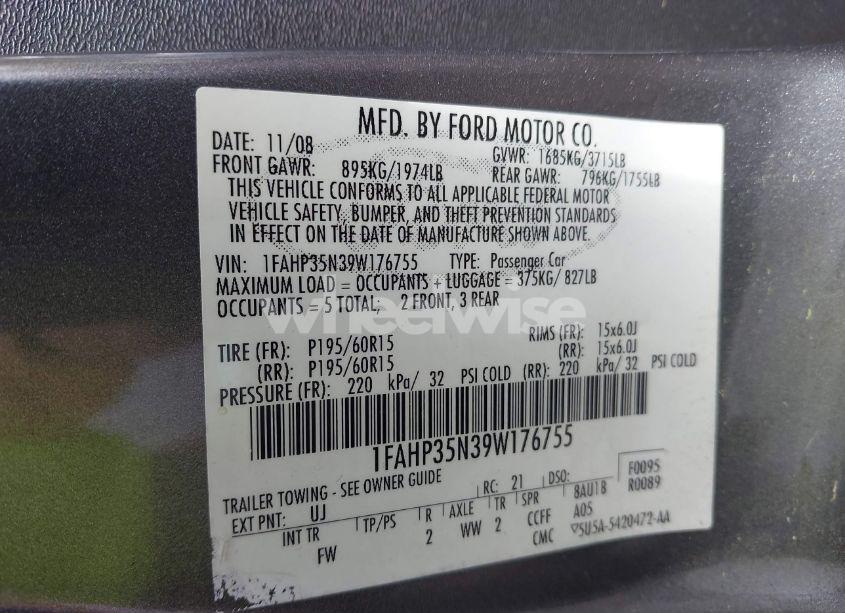 MFD. BY FORD MOTOR CO.
DATE: 11/08 GVWR: 1685KG/3715LB
FRONT GAWR: 895KG/1974LB REAR GAWR: 796KG/1755LB
THIS VEHICLE CONFORMS TO ALL APPLICABLE FEDERAL MOTOR
VEHICLE SAFETY, BUMPER, AND THEFT PREVENTION STANDARDS
IN EFFECT ON THE DATE OF MANUFACTURE SHOWN ABOVE.
VIN: 1FAHP35N39W176755 TYPE: Passenger Car
MAXIMUM LOAD = OCCUPANTS + LUGGAGE = 375KG/ 827LB
OCCUPANTS = 5 TOTAL; 2 FRONT, 3 REAR
wheelwise
TIRE (FR): P195/60R15 RIMS (FR): 15x6.0J
(RR): P195/60R15 (RR): 15x6.0J
PRESSURE (FR): 220 kPa/ 32 PSI COLD (RR): 220 kPa/ 32 PSI COLD
1FAHP35N39W176755
TRAILER TOWING - SEE OWNER GUIDE RC: 21 DSO: F0095
EXT PNT: UJ 8AU1B R0089
INT TR TP/PS R AXLE TR SPR A05
FW 2 WW 2 CCFF 5U5A-5420472-AA
CMC